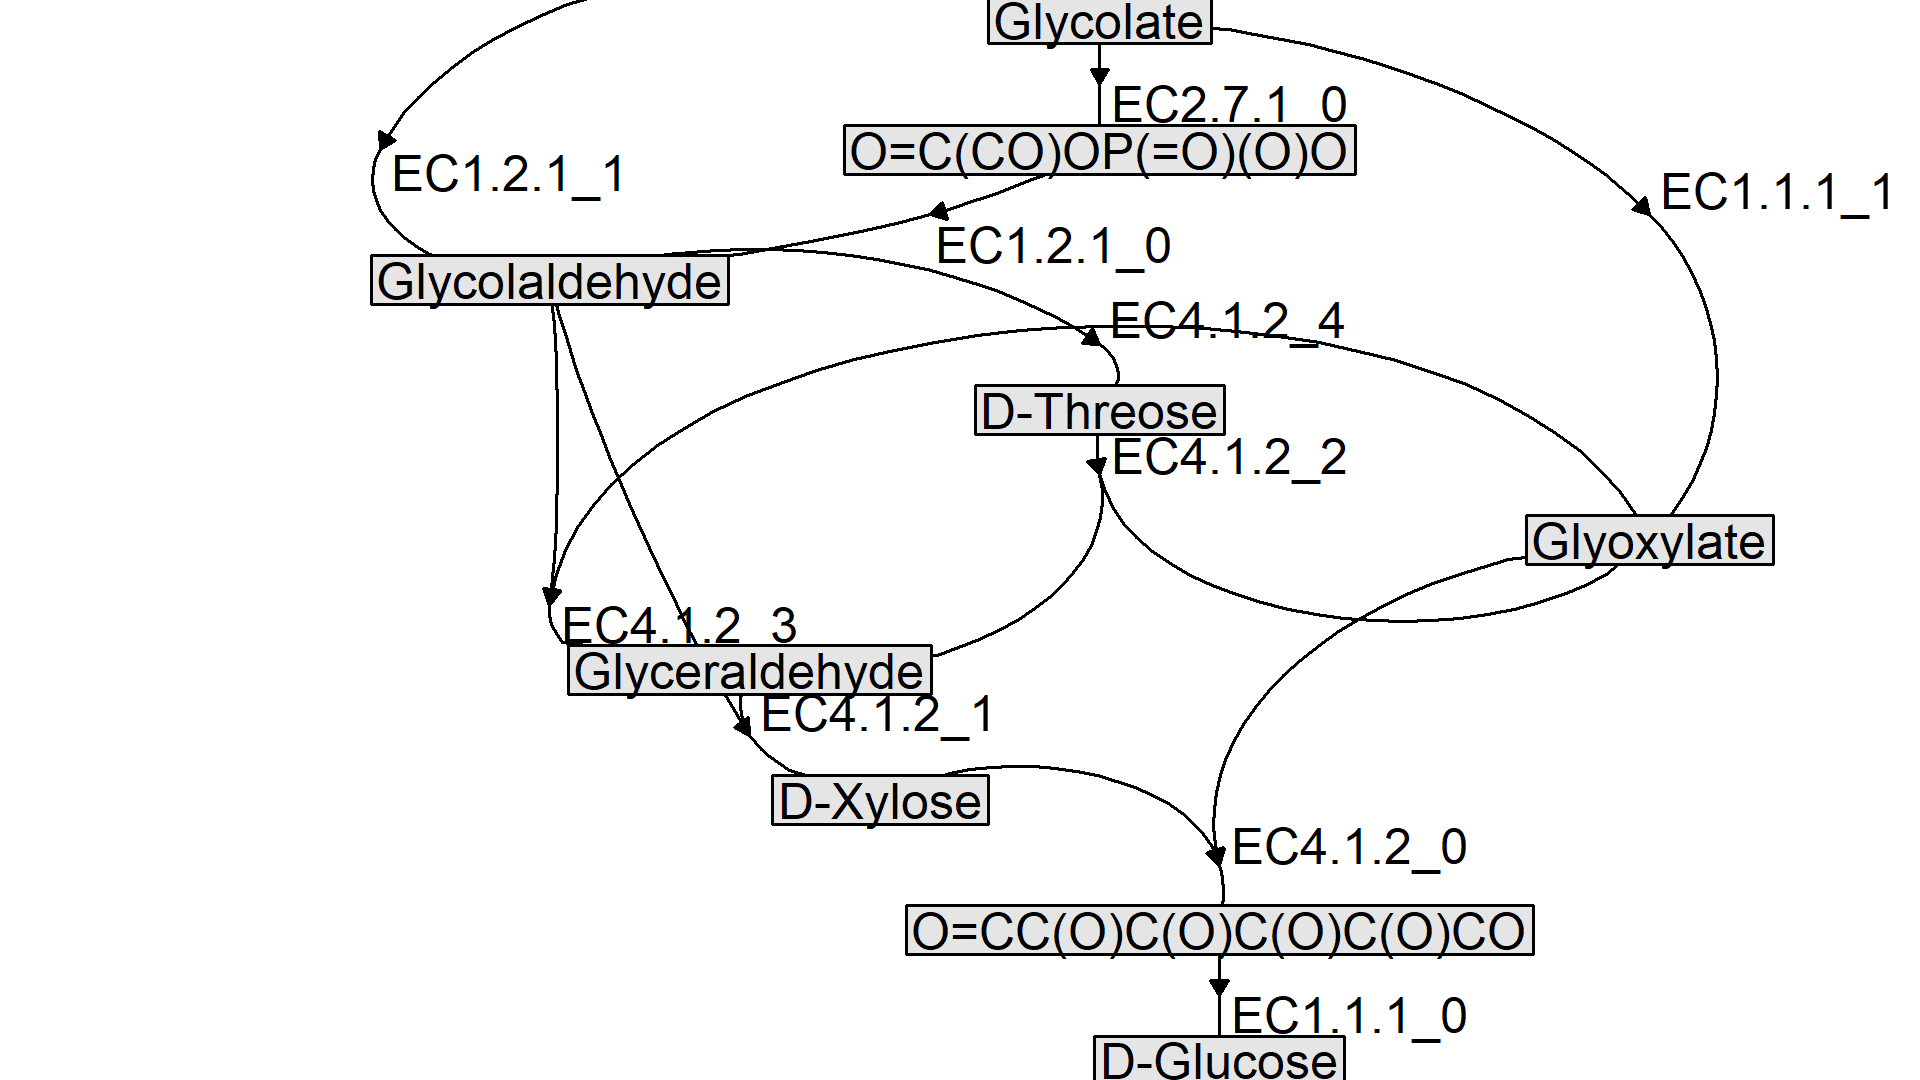 Glycolate
EC2.7.1_0
O=C(CO)OP(=O)(O)O
EC1.2.1_1
EC1.1.1_1
EC1.2.1_0
Glycolaldehyde
EC4.1.2_4
D-Threose
EC4.1.2_2
Glyoxylate
EC4.1.2_3
Glyceraldehyde
EC4.1.2_1
D-Xylose
EC4.1.2_0
O=CC(O)C(O)C(O)C(O)CO
EC1.1.1_0
D-Glucose